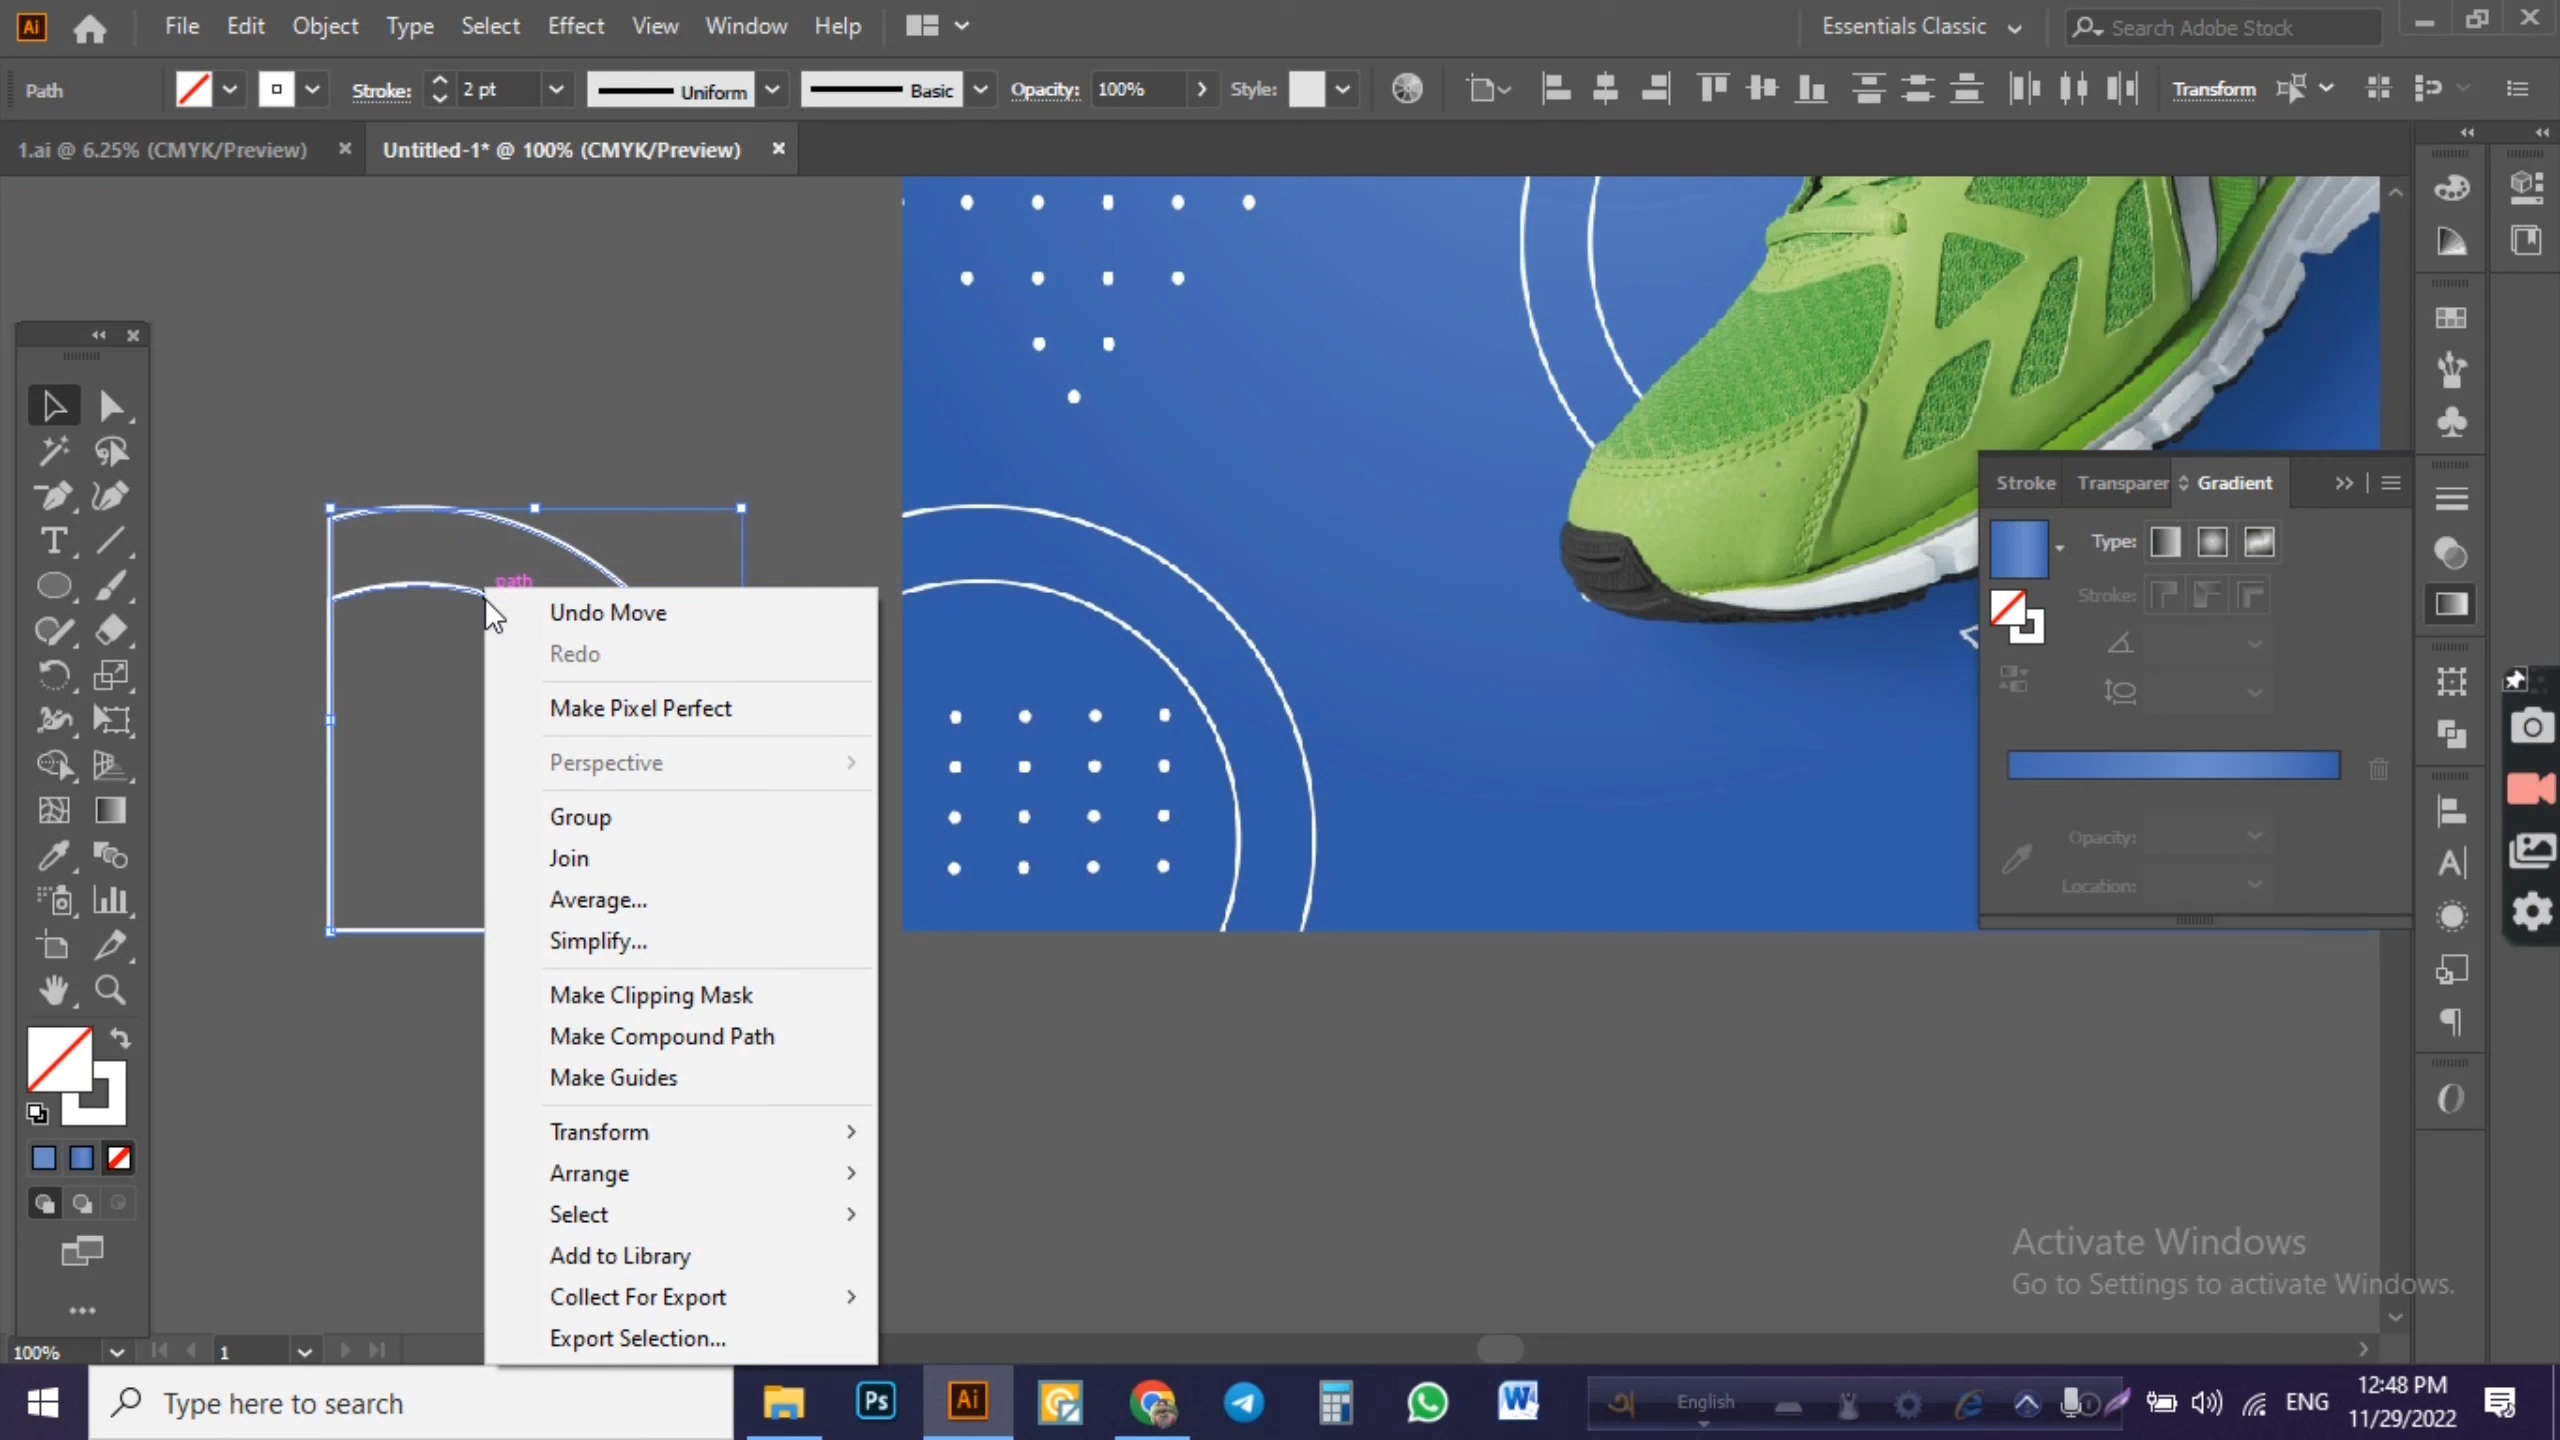 Ai File Edit Object Type Select Effect View Window Help Essentials Classic Search Adobe Stock
Path Stroke: 2 pt Uniform Basic Opacity: 100% Style: Transform
1.ai @ 6.25% (CMYK/Preview) Untitled-1* @ 100% (CMYK/Preview)
Stroke Transparer Gradient
Type:
Stroke:
Opacity:
Location:
path
Undo Move
Redo
Make Pixel Perfect
Perspective
Group
Join
Average...
Simplify...
Make Clipping Mask
Make Compound Path
Make Guides
Transform
Arrange
Select
Add to Library
Collect For Export
Export Selection...
Activate Windows
Go to Settings to activate Windows.
100% 1
Type here to search Ps Ai W English ENG
12:48 PM
11/29/2022